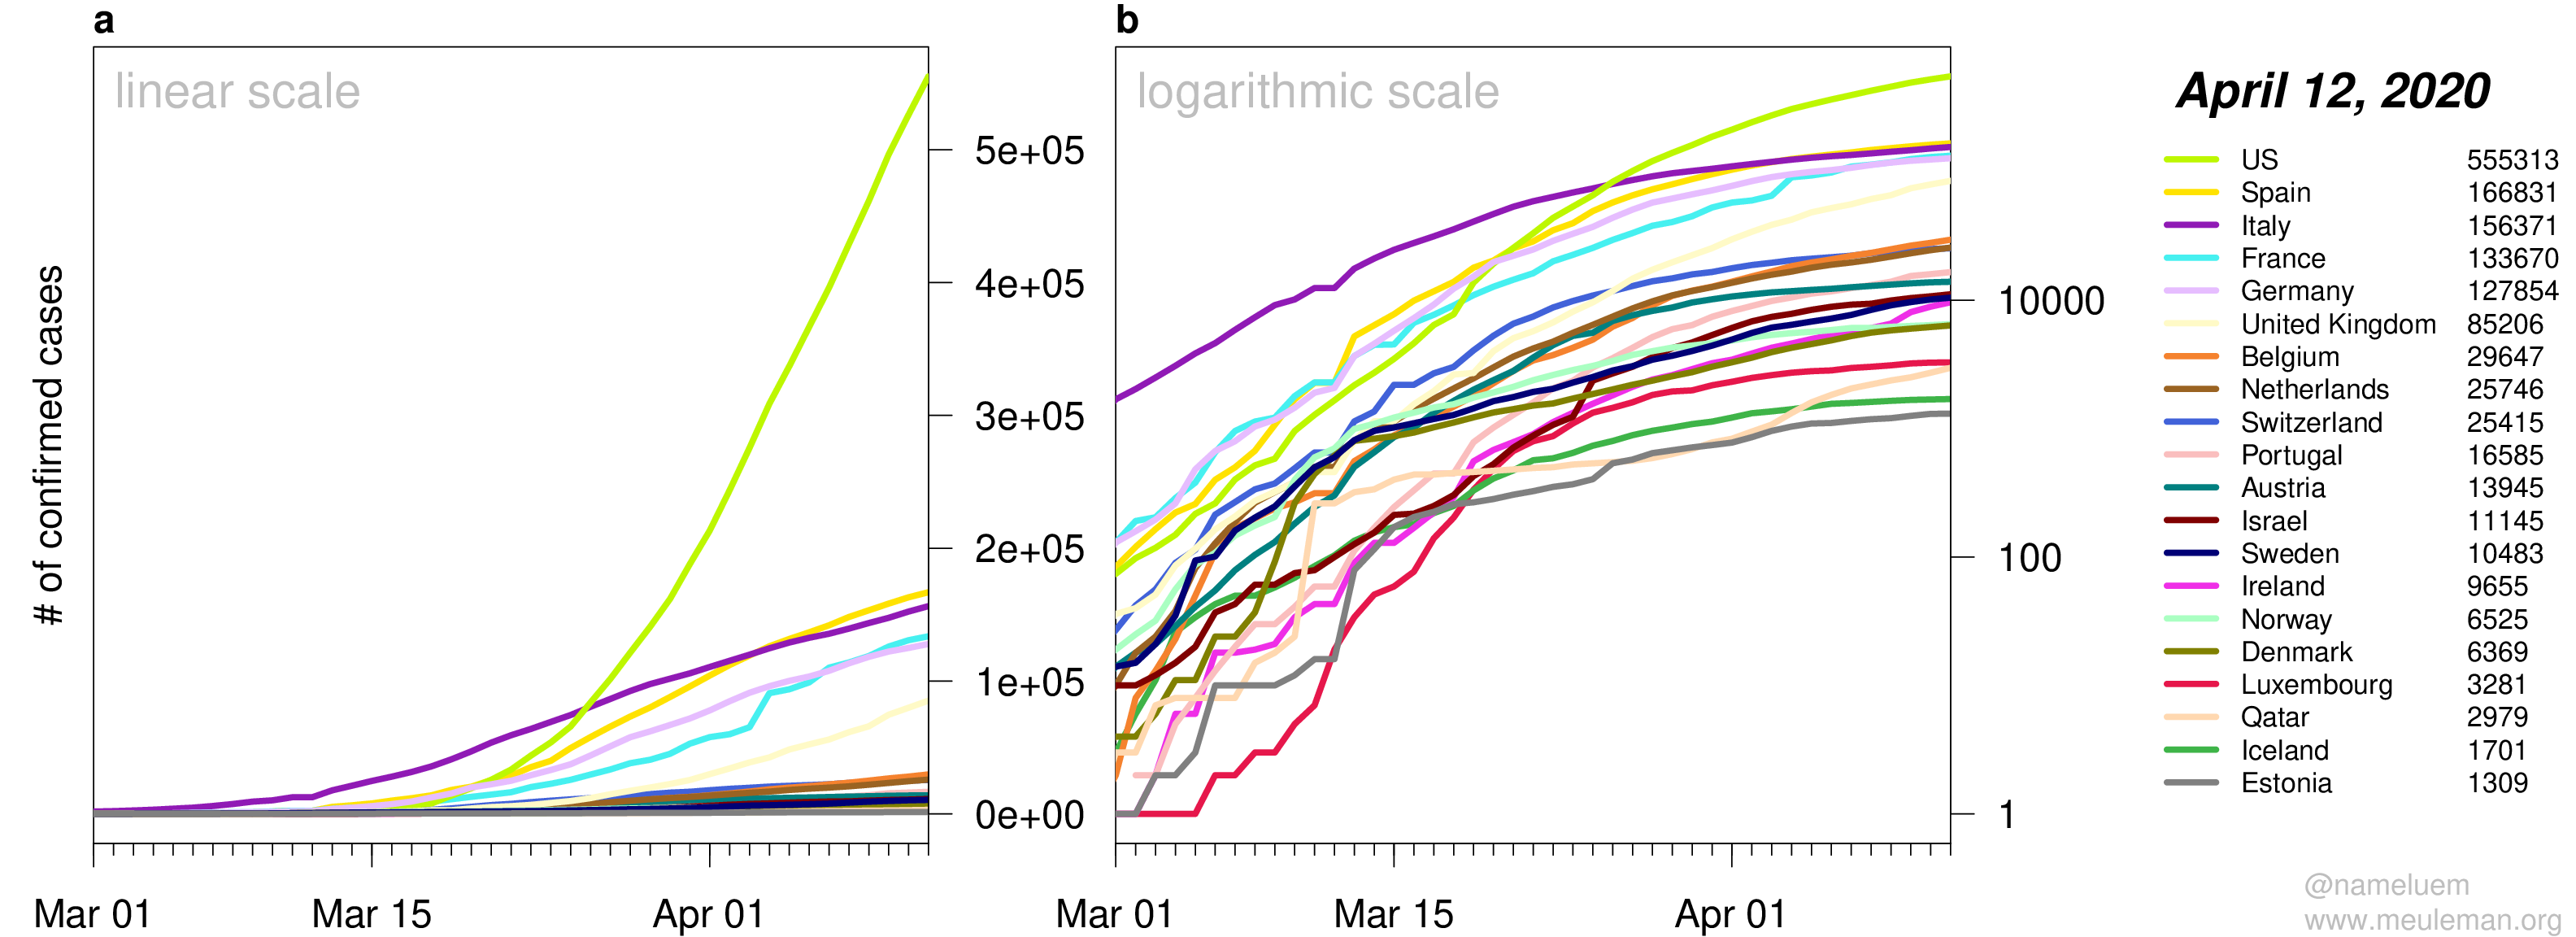 a
linear scale
# of confirmed cases
5e+05
4e+05
3e+05
2e+05
1e+05
0e+00
Mar 01 Mar 15 Apr 01
b
logarithmic scale
10000
100
1
Mar 01 Mar 15 Apr 01
April 12, 2020
US 555313
Spain 166831
Italy 156371
France 133670
Germany 127854
United Kingdom 85206
Belgium 29647
Netherlands 25746
Switzerland 25415
Portugal 16585
Austria 13945
Israel 11145
Sweden 10483
Ireland 9655
Norway 6525
Denmark 6369
Luxembourg 3281
Qatar 2979
Iceland 1701
Estonia 1309
@nameluem
www.meuleman.org